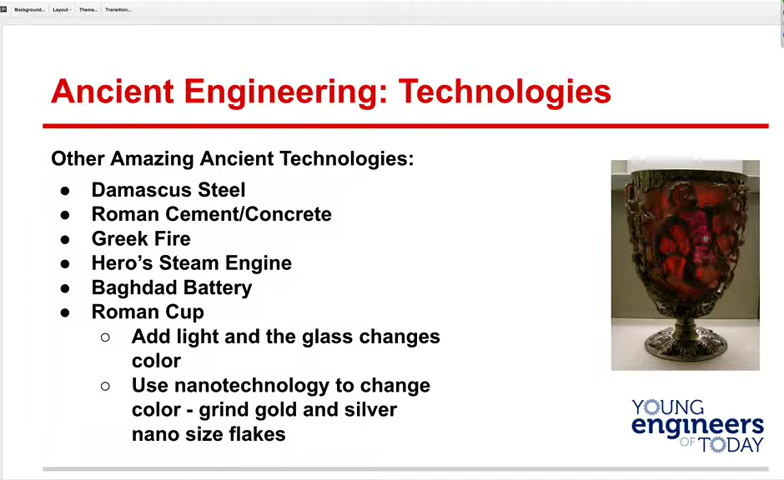 Background... Layout Theme... Transition...
Ancient Engineering: Technologies
Other Amazing Ancient Technologies:
● Damascus Steel
● Roman Cement/Concrete
● Greek Fire
● Hero's Steam Engine
● Baghdad Battery
● Roman Cup
○ Add light and the glass changes
color
○ Use nanotechnology to change
color - grind gold and silver
nano size flakes
YOUNG
engineers
OF TODAY